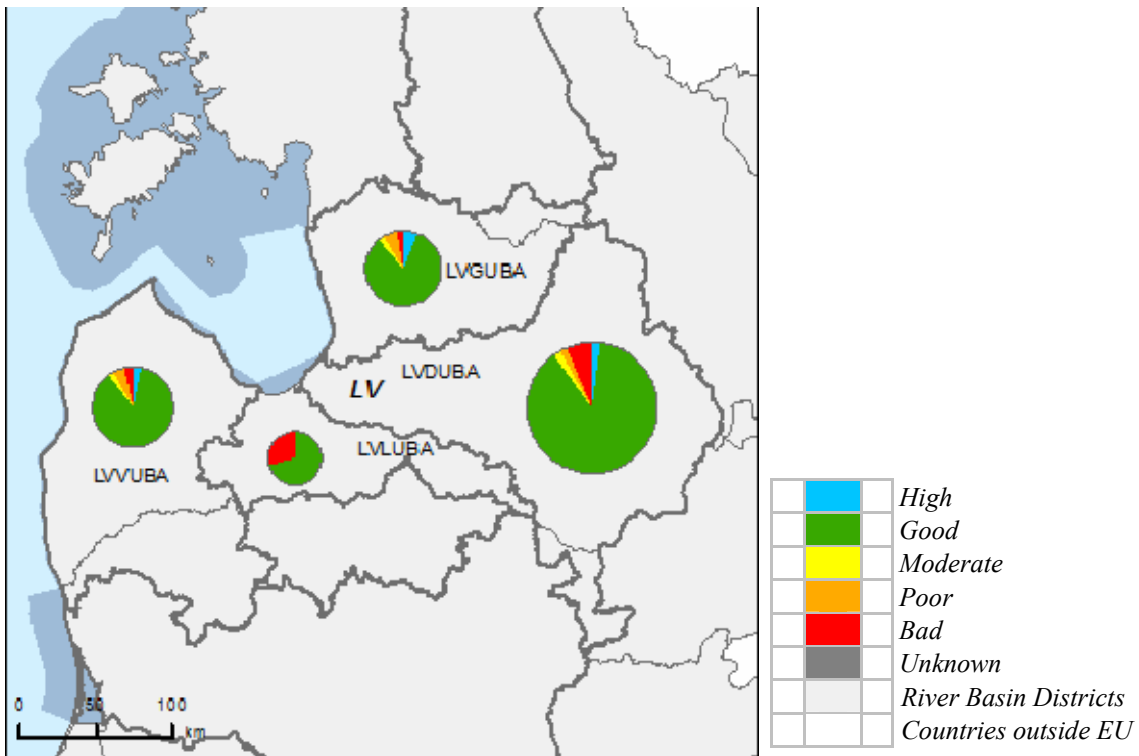 LVGUBA
LVDUBA
LV
LVLUBA
LVVUBA
0 50 100
km
High
Good
Moderate
Poor
Bad
Unknown
River Basin Districts
Countries outside EU